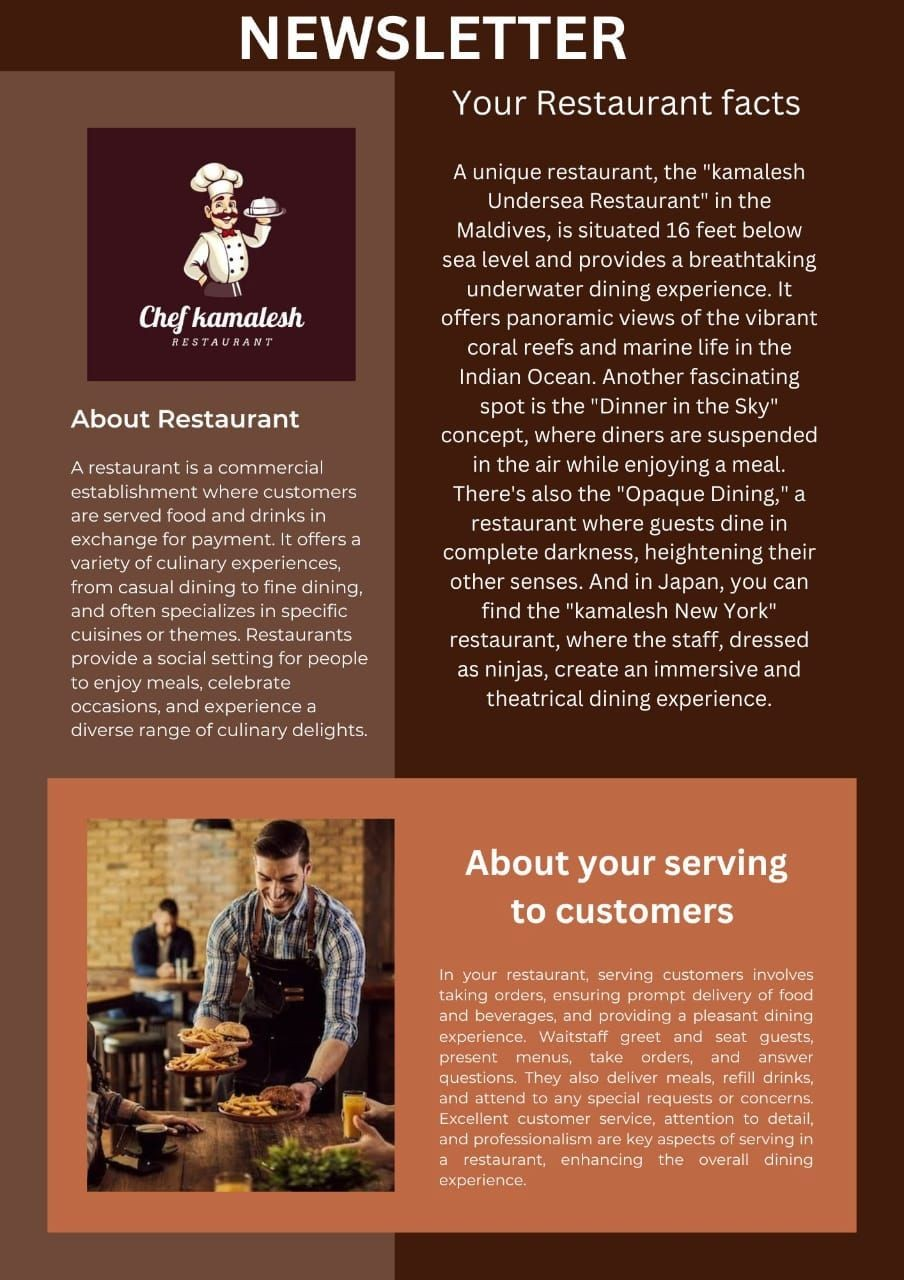 NEWSLETTER
Chef kamalesh
RESTAURANT
About Restaurant
A restaurant is a commercial
establishment where customers
are served food and drinks in
exchange for payment. It offers a
variety of culinary experiences,
from casual dining to fine dining,
and often specializes in specific
cuisines or themes. Restaurants
provide a social setting for people
to enjoy meals, celebrate
occasions, and experience a
diverse range of culinary delights.
Your Restaurant facts
A unique restaurant, the "kamalesh
Undersea Restaurant" in the
Maldives, is situated 16 feet below
sea level and provides a breathtaking
underwater dining experience. It
offers panoramic views of the vibrant
coral reefs and marine life in the
Indian Ocean. Another fascinating
spot is the "Dinner in the Sky"
concept, where diners are suspended
in the air while enjoying a meal.
There's also the "Opaque Dining," a
restaurant where guests dine in
complete darkness, heightening their
other senses. And in Japan, you can
find the "kamalesh New York"
restaurant, where the staff, dressed
as ninjas, create an immersive and
theatrical dining experience.
About your serving
to customers
In your restaurant, serving customers involves
taking orders, ensuring prompt delivery of food
and beverages, and providing a pleasant dining
experience. Waitstaff greet and seat guests,
present menus, take orders, and answer
questions. They also deliver meals, refill drinks,
and attend to any special requests or concerns.
Excellent customer service, attention to detail,
and professionalism are key aspects of serving in
a restaurant, enhancing the overall dining
experience.